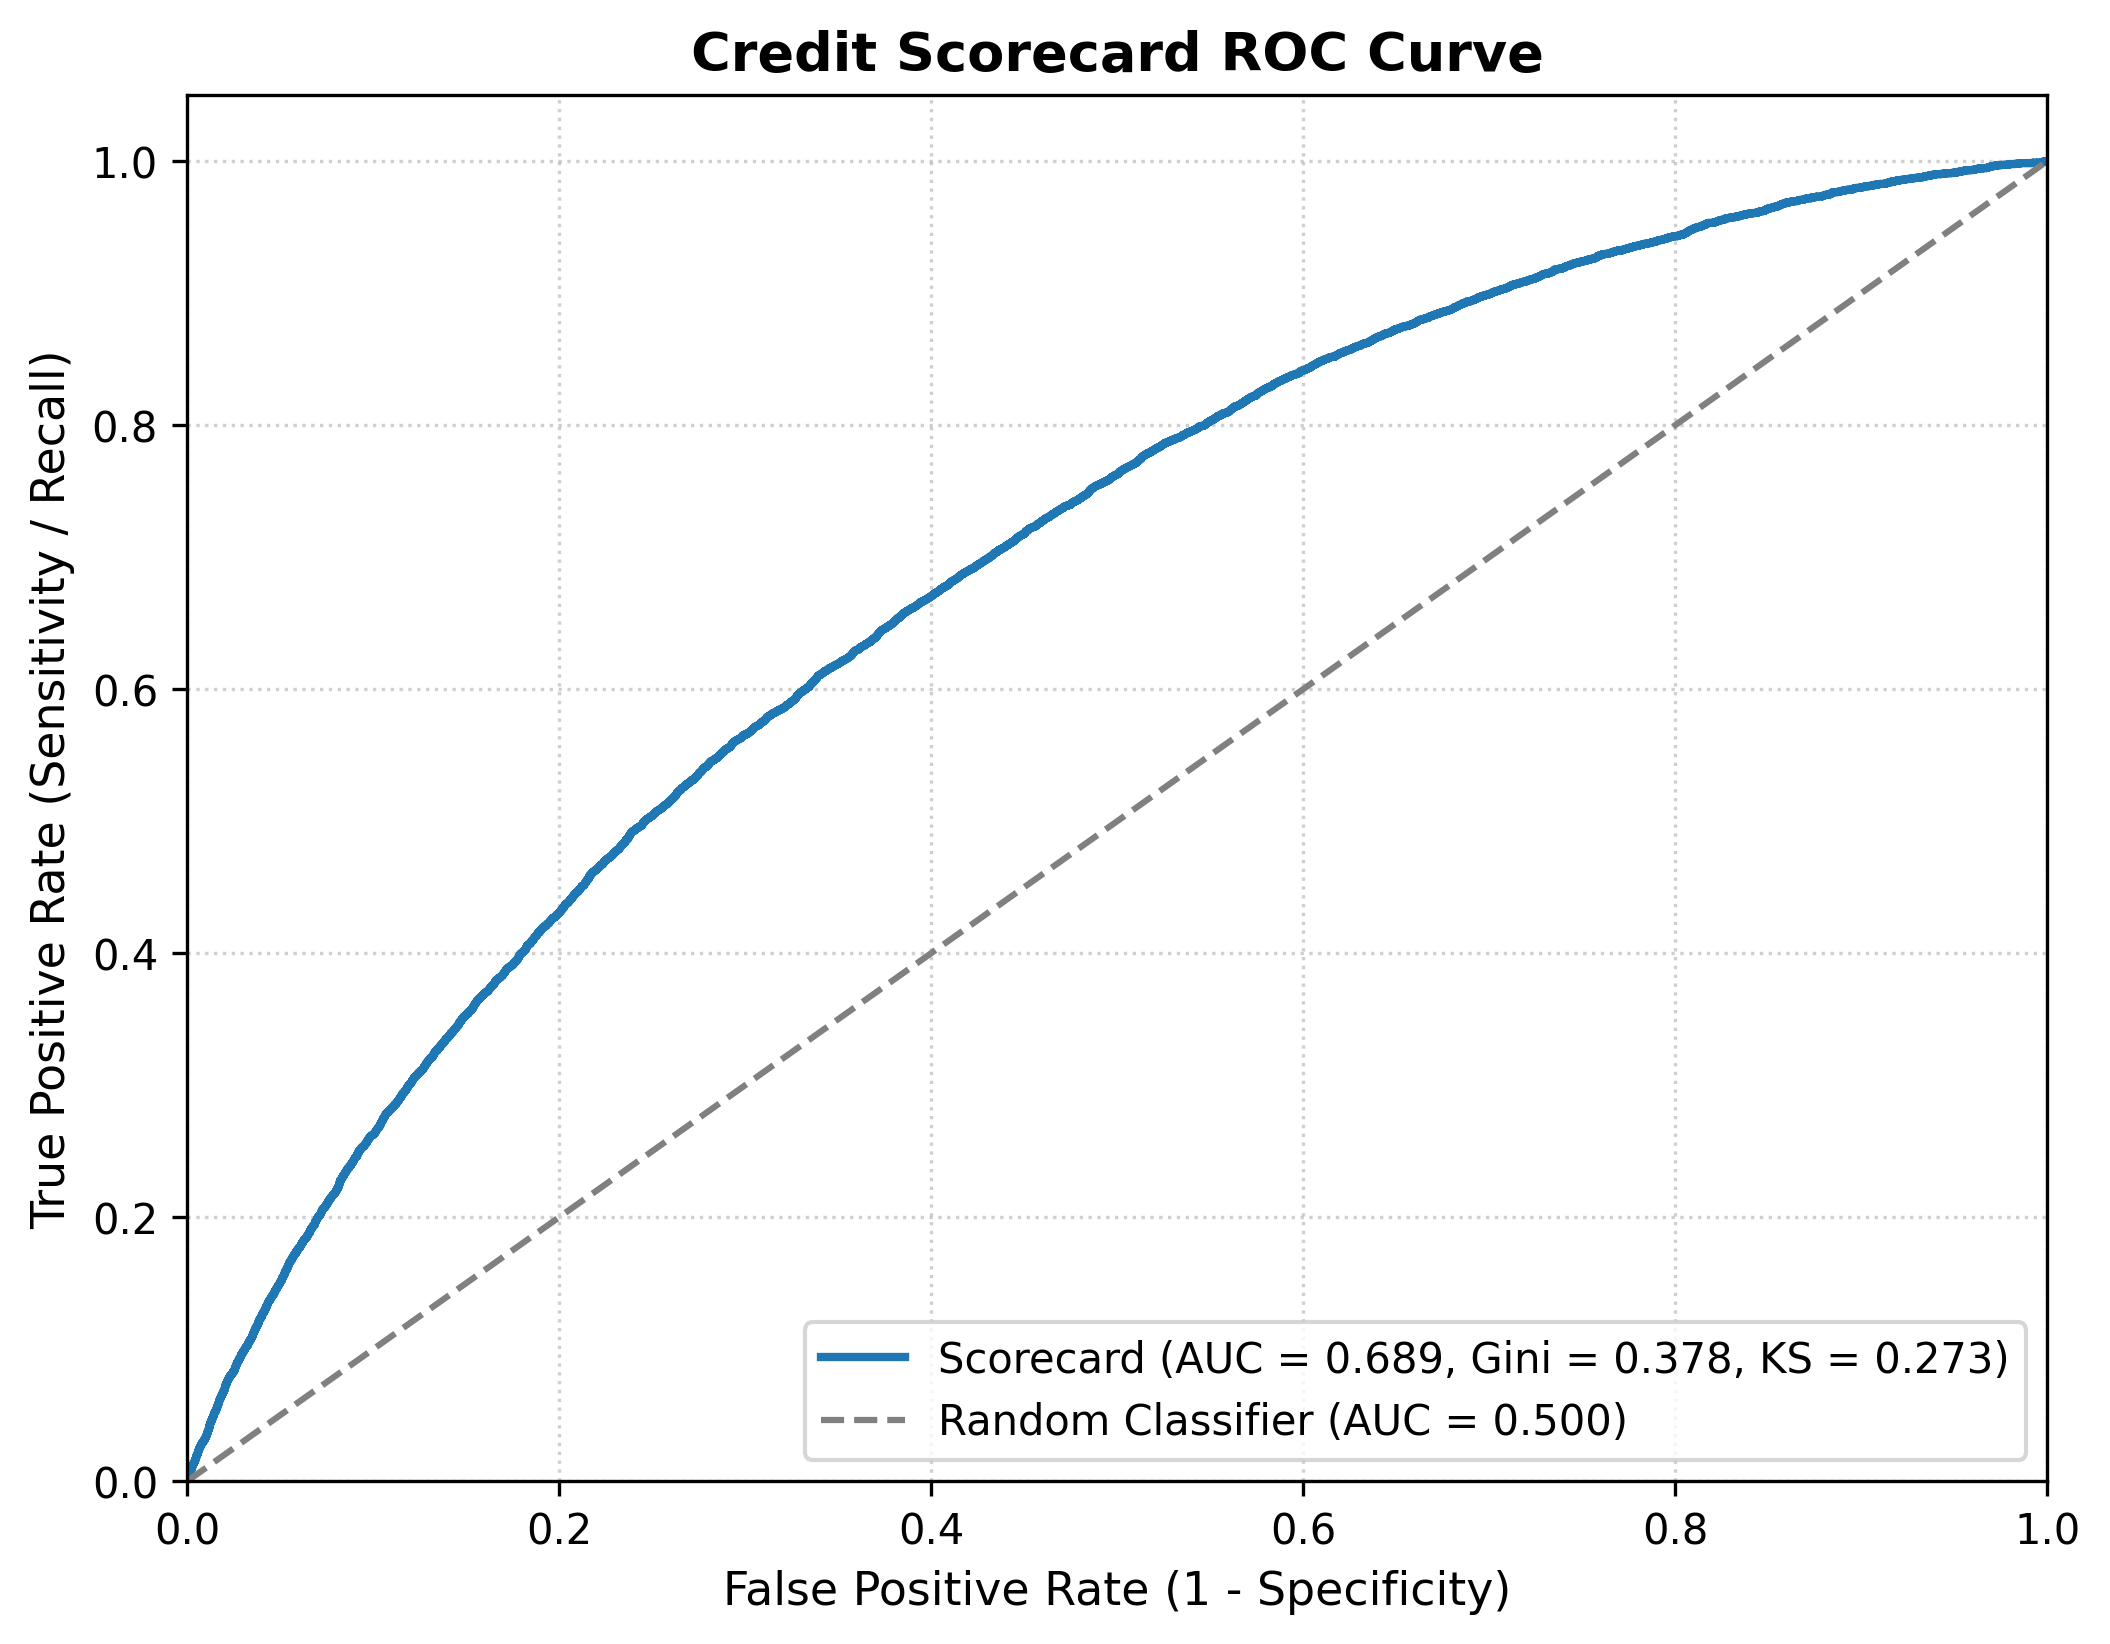 Credit Scorecard ROC Curve
True Positive Rate (Sensitivity / Recall)
1.0
0.8
0.6
0.4
0.2
0.0
Scorecard (AUC = 0.689, Gini = 0.378, KS = 0.273)
Random Classifier (AUC = 0.500)
0.0 0.2 0.4 0.6 0.8 1.0
False Positive Rate (1 - Specificity)